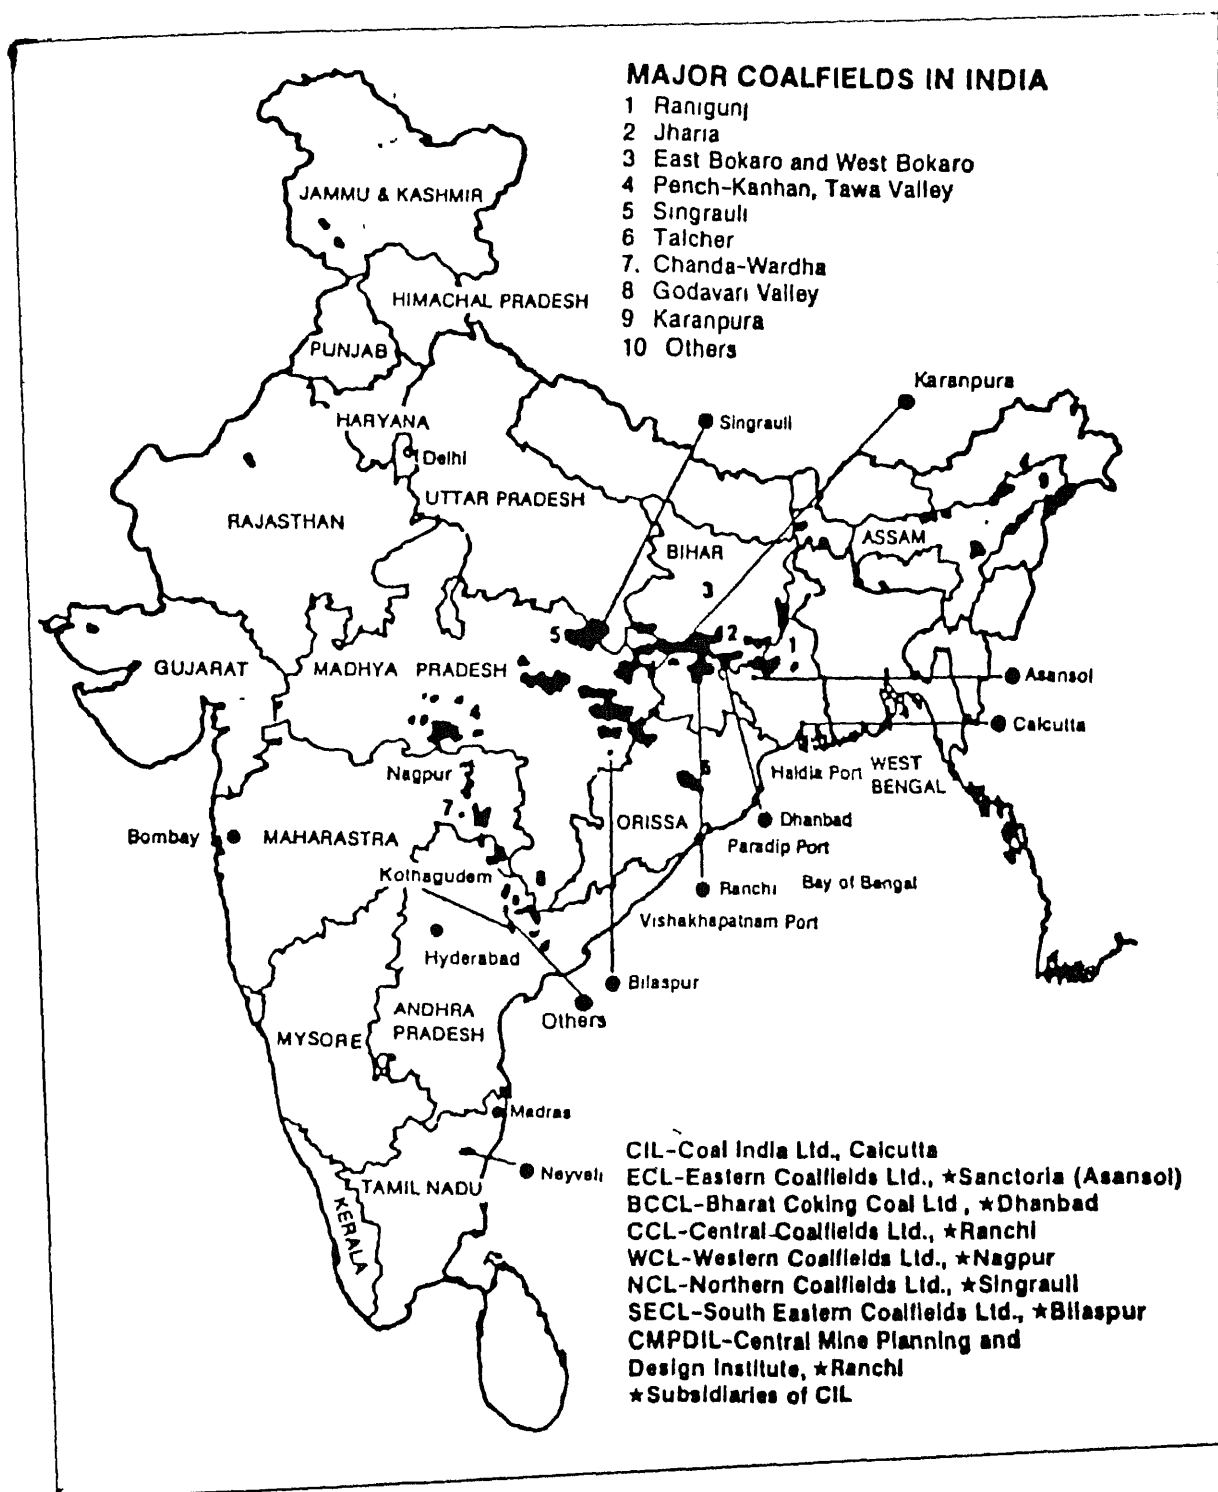 MAJOR COALFIELDS IN INDIA
1 Ranigunj
2 Jharia
3 East Bokaro and West Bokaro
4 Pench-Kanhan, Tawa Valley
5 Singrauli
6 Talcher
7. Chanda-Wardha
8 Godavari Valley
9 Karanpura
10 Others
JAMMU & KASHMIR
HIMACHAL PRADESH
PUNJAB
HARYANA
Delhi
UTTAR PRADESH
RAJASTHAN
Karanpura
Singrauli
BIHAR
ASSAM
3
5
2
1
GUJARAT
MADHYA PRADESH
Asansol
4
Calcutta
Nagpur
6
Haldia Port
WEST
BENGAL
7
Bombay
MAHARASTRA
ORISSA
Dhanbad
Paradip Port
Kothagudem
8
Ranchi
Bay of Bengal
Vishakhapatnam Port
Hyderabad
Bilaspur
Others
ANDHRA
PRADESH
MYSORE
Madras
Neyveli
TAMIL NADU
KERALA
CIL-Coal India Ltd., Calcutta
ECL-Eastern Coalfields Ltd., ★Sanctoria (Asansol)
BCCL-Bharat Coking Coal Ltd , ★Dhanbad
CCL-Central Coalfields Ltd., ★Ranchi
WCL-Western Coalfields Ltd., ★Nagpur
NCL-Northern Coalfields Ltd., ★Singrauli
SECL-South Eastern Coalfields Ltd., ★Bilaspur
CMPDIL-Central Mine Planning and
Design Institute, ★Ranchi
★Subsidiaries of CIL